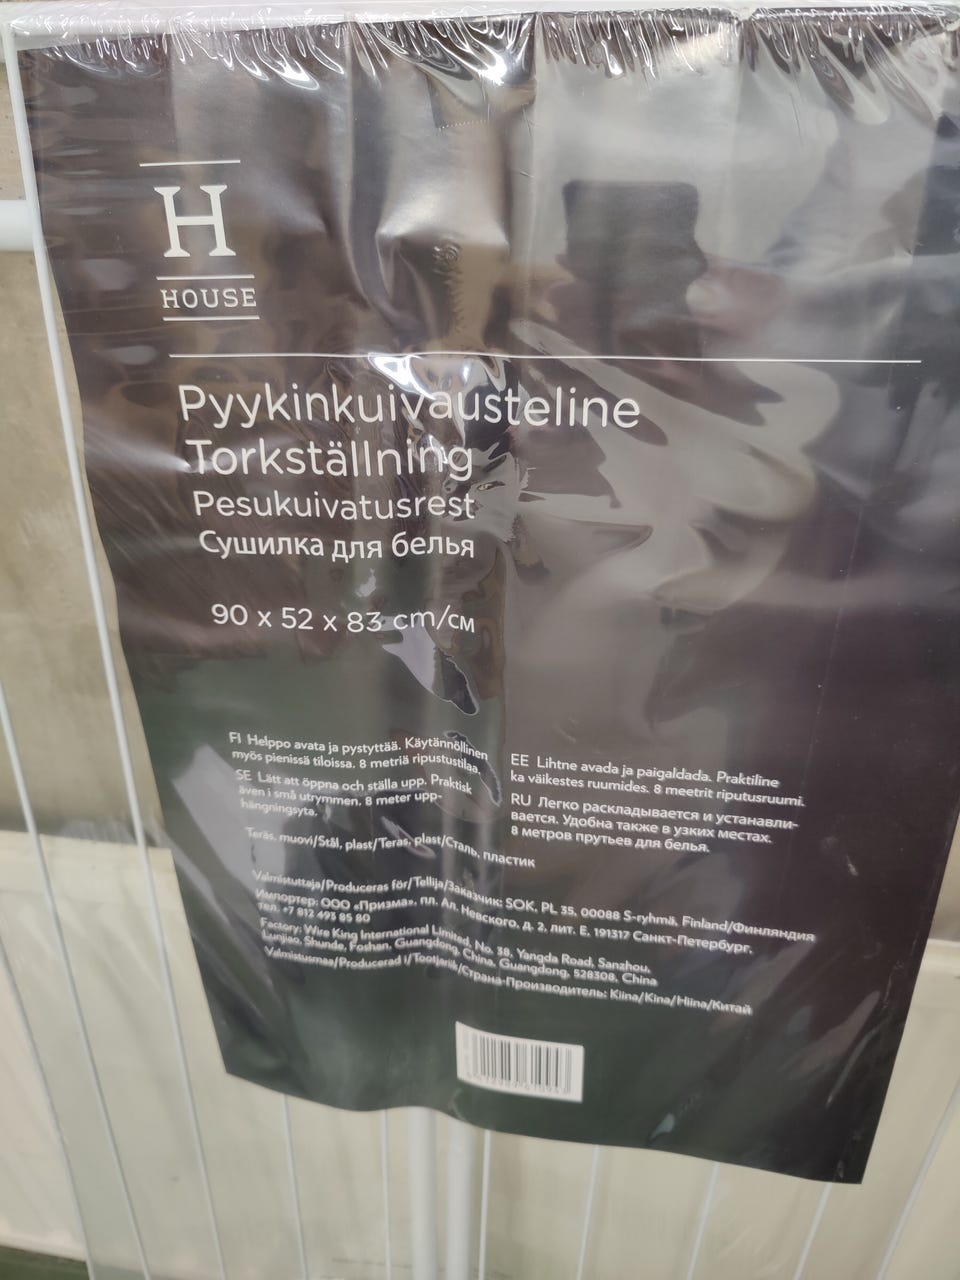 H
HOUSE
Pyykinkuivausteline
Torkställning
Pesukuivatusrest
Сушилка для белья
90 x 52 x 83 cm/см
FI Helppo avata ja pystyttää. Käytännöllinen
myös pienissä tiloissa. 8 metriä ripustustilaa.
SE Lätt att öppna och ställa upp. Praktisk
även i små utrymmen. 8 meter upp-
hängningsyta.
EE Lihtne avada ja paigaldada. Praktiline
ka väikestes ruumides. 8 meetrit riputusruumi.
RU Легко раскладывается и устанавли-
вается. Удобна также в узких местах.
8 метров прутьев для белья.
Teräs, muovi/Stål, plast/Teras, plast/Сталь, пластик
Valmistuttaja/Produceras för/Tellija/Заказчик: SOK, PL 35, 00088 S-ryhmä, Finland/Финляндия
Импортер: ООО «Призма», пл. Ал. Невского, д. 2, лит. Е, 191317 Санкт-Петербург,
тел. +7 812 493 85 80
Factory: Wire King International Limited, No. 38, Yangda Road, Sanzhou,
Lunjiao, Shunde, Foshan, Guangdong, China, Guangdong, 528308, China
Valmistusmaa/Producerad i/Tootjariik/Страна-Производитель: Kiina/Kina/Hiina/Китай